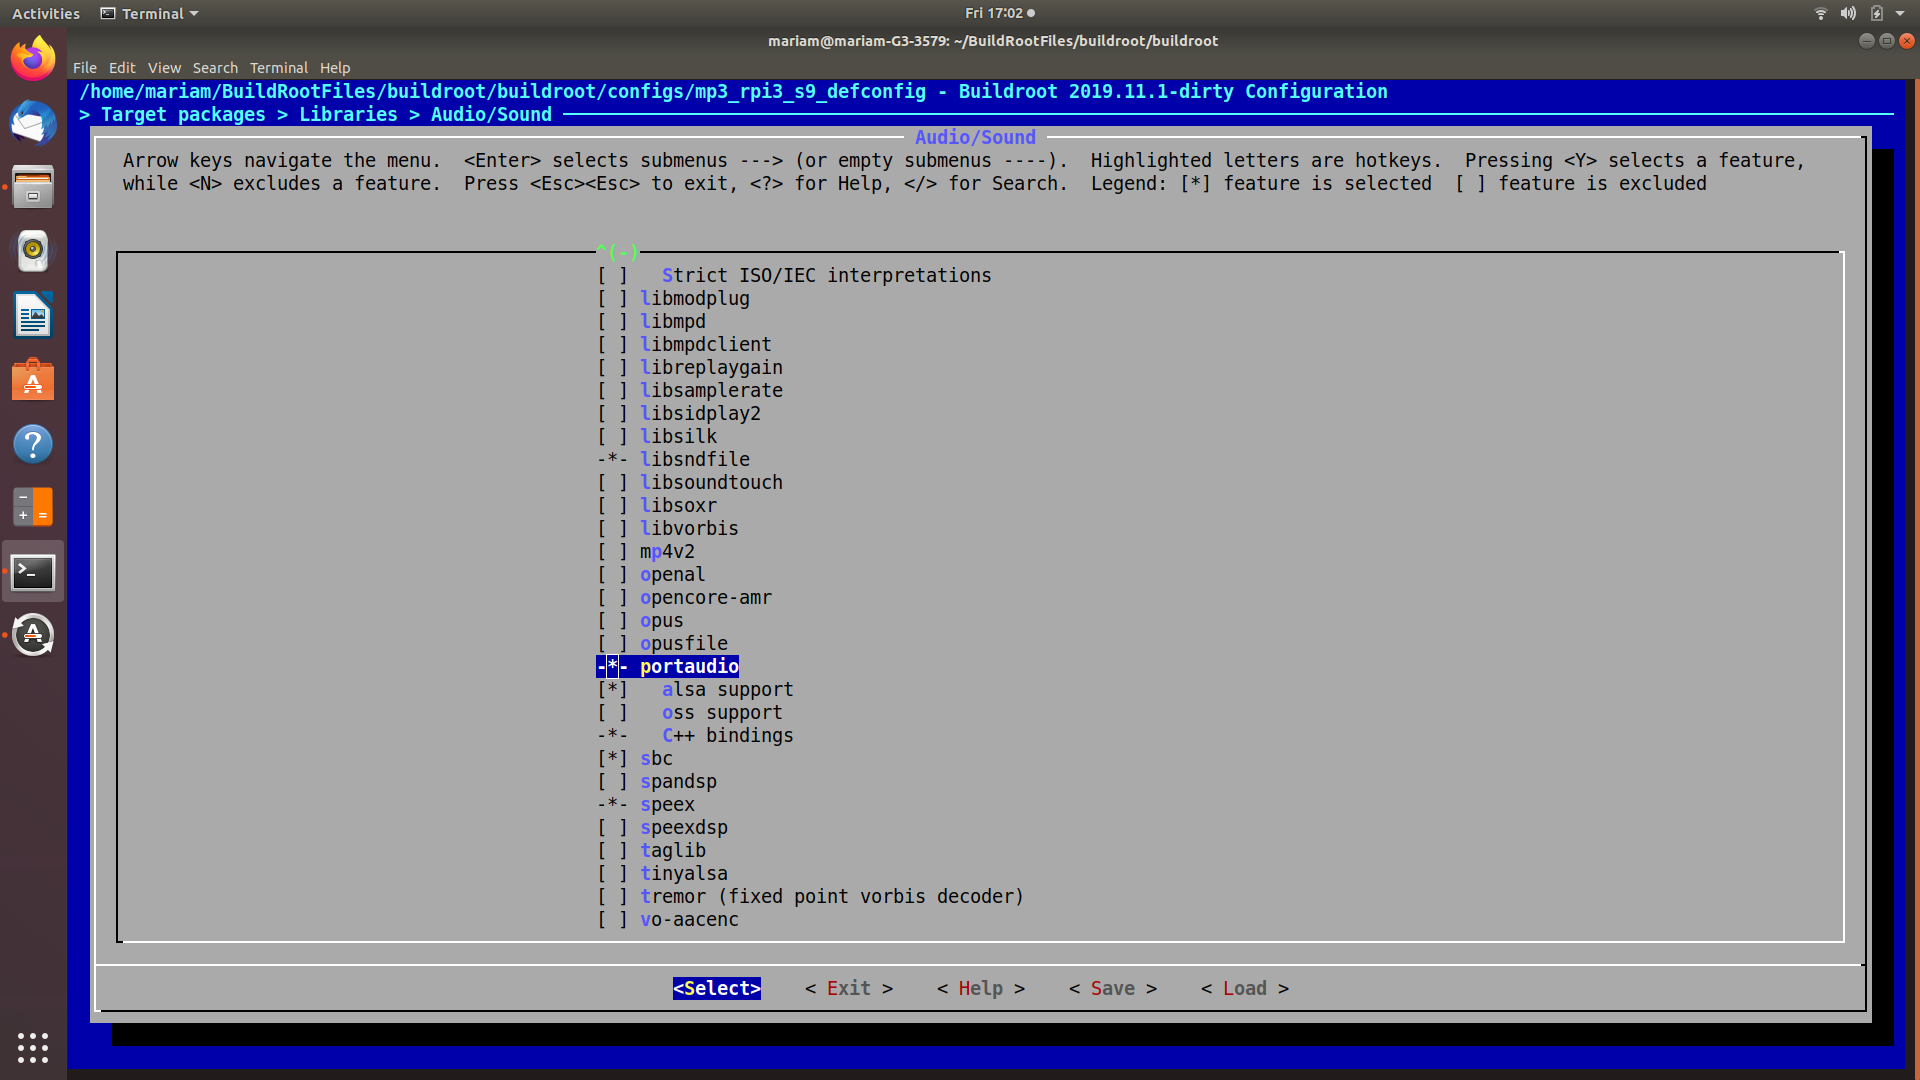 Activities Terminal Fri 17:02
mariam@mariam-G3-3579: ~/BuildRootFiles/buildroot/buildroot
File Edit View Search Terminal Help
/home/mariam/BuildRootFiles/buildroot/buildroot/configs/mp3_rpi3_s9_defconfig - Buildroot 2019.11.1-dirty Configuration
> Target packages > Libraries > Audio/Sound
Audio/Sound
Arrow keys navigate the menu.  <Enter> selects submenus ---> (or empty submenus ----).  Highlighted letters are hotkeys.  Pressing <Y> selects a feature,
while <N> excludes a feature.  Press <Esc><Esc> to exit, <?> for Help, </> for Search.  Legend: [*] feature is selected  [ ] feature is excluded
^(-)
[ ]   Strict ISO/IEC interpretations
[ ] libmodplug
[ ] libmpd
[ ] libmpdclient
[ ] libreplaygain
[ ] libsamplerate
[ ] libsidplay2
[ ] libsilk
-*- libsndfile
[ ] libsoundtouch
[ ] libsoxr
[ ] libvorbis
[ ] mp4v2
[ ] openal
[ ] opencore-amr
[ ] opus
[ ] opusfile
-*- portaudio
[*]   alsa support
[ ]   oss support
-*-   C++ bindings
[*] sbc
[ ] spandsp
-*- speex
[ ] speexdsp
[ ] taglib
[ ] tinyalsa
[ ] tremor (fixed point vorbis decoder)
[ ] vo-aacenc
<Select>    < Exit >    < Help >    < Save >    < Load >